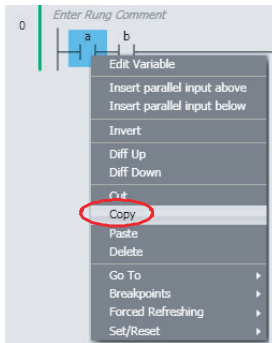 Enter Rung Comment
0
a b
Edit Variable
Insert parallel input above
Insert parallel input below
Invert
Diff Up
Diff Down
Cut
Copy
Paste
Delete
Go To
Breakpoints
Forced Refreshing
Set/Reset